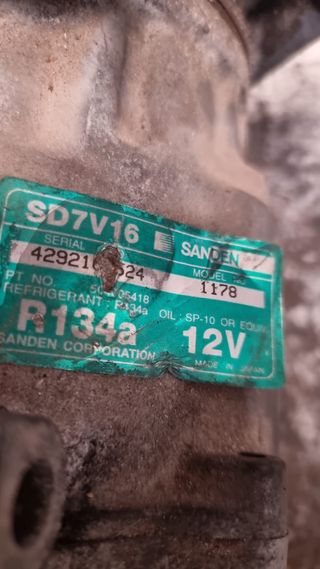 SD7V16 SANDEN
SERIAL MODEL NO.
1178
PT NO.
REFRIGERANT : R134a OIL : SP-10 OR EQUIV
R134a 12V
SANDEN CORPORATION MADE IN JAPAN